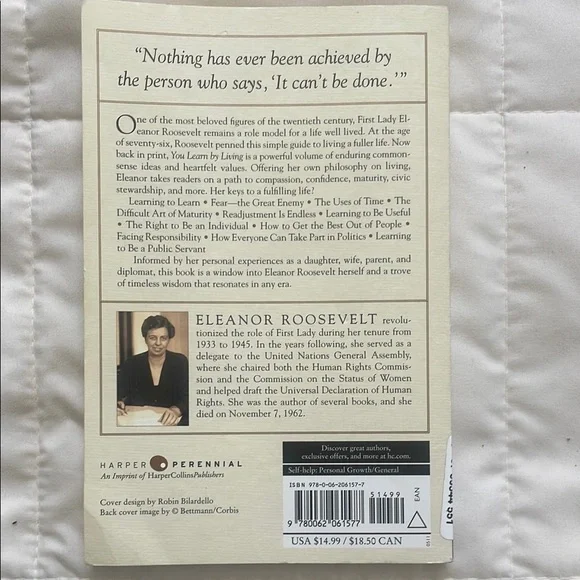 “Nothing has ever been achieved by
the person who says, ‘It can’t be done.’”
One of the most beloved figures of the twentieth century, First Lady El-
eanor Roosevelt remains a role model for a life well lived. At the age
of seventy-six, Roosevelt penned this simple guide to living a fuller life. Now
back in print, You Learn by Living is a powerful volume of enduring common-
sense ideas and heartfelt values. Offering her own philosophy on living,
Eleanor takes readers on a path to compassion, confidence, maturity, civic
stewardship, and more. Her keys to a fulfilling life?
Learning to Learn • Fear—the Great Enemy • The Uses of Time • The
Difficult Art of Maturity • Readjustment Is Endless • Learning to Be Useful
• The Right to Be an Individual • How to Get the Best Out of People •
Facing Responsibility • How Everyone Can Take Part in Politics • Learning
to Be a Public Servant
Informed by her personal experiences as a daughter, wife, parent, and
diplomat, this book is a window into Eleanor Roosevelt herself and a trove
of timeless wisdom that resonates in any era.
ELEANOR ROOSEVELT revolu-
tionized the role of First Lady during her tenure from
1933 to 1945. In the years following, she served as a
delegate to the United Nations General Assembly,
where she chaired both the Human Rights Commis-
sion and the Commission on the Status of Women
and helped draft the Universal Declaration of Human
Rights. She was the author of several books, and she
died on November 7, 1962.
HARPER PERENNIAL
An Imprint of HarperCollinsPublishers
Cover design by Robin Bilardello
Back cover image by © Bettmann/Corbis
Discover great authors,
exclusive offers, and more at hc.com.
Self-help: Personal Growth/General
ISBN 978-0-06-206157-7
51499
9 780062 061577
EAN
0511
USA $14.99 / $18.50 CAN